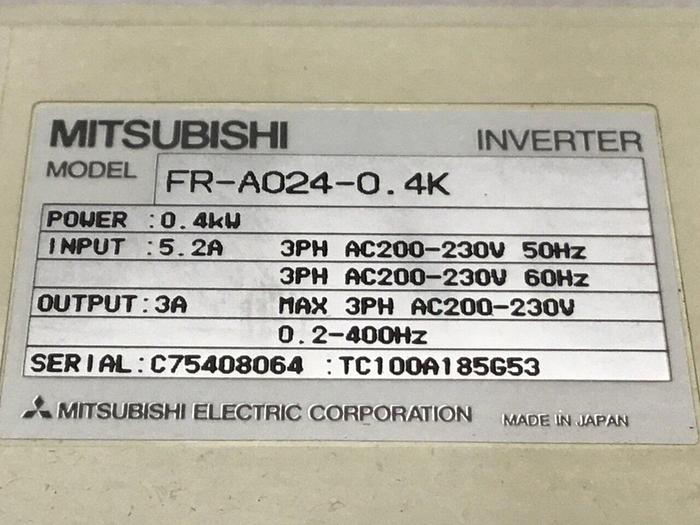 MITSUBISHI INVERTER
MODEL FR-A024-0.4K
POWER :0.4kW
INPUT :5.2A 3PH AC200-230V 50Hz
3PH AC200-230V 60Hz
OUTPUT:3A MAX 3PH AC200-230V
0.2-400Hz
SERIAL:C75408064 :TC100A185G53
MITSUBISHI ELECTRIC CORPORATION MADE IN JAPAN